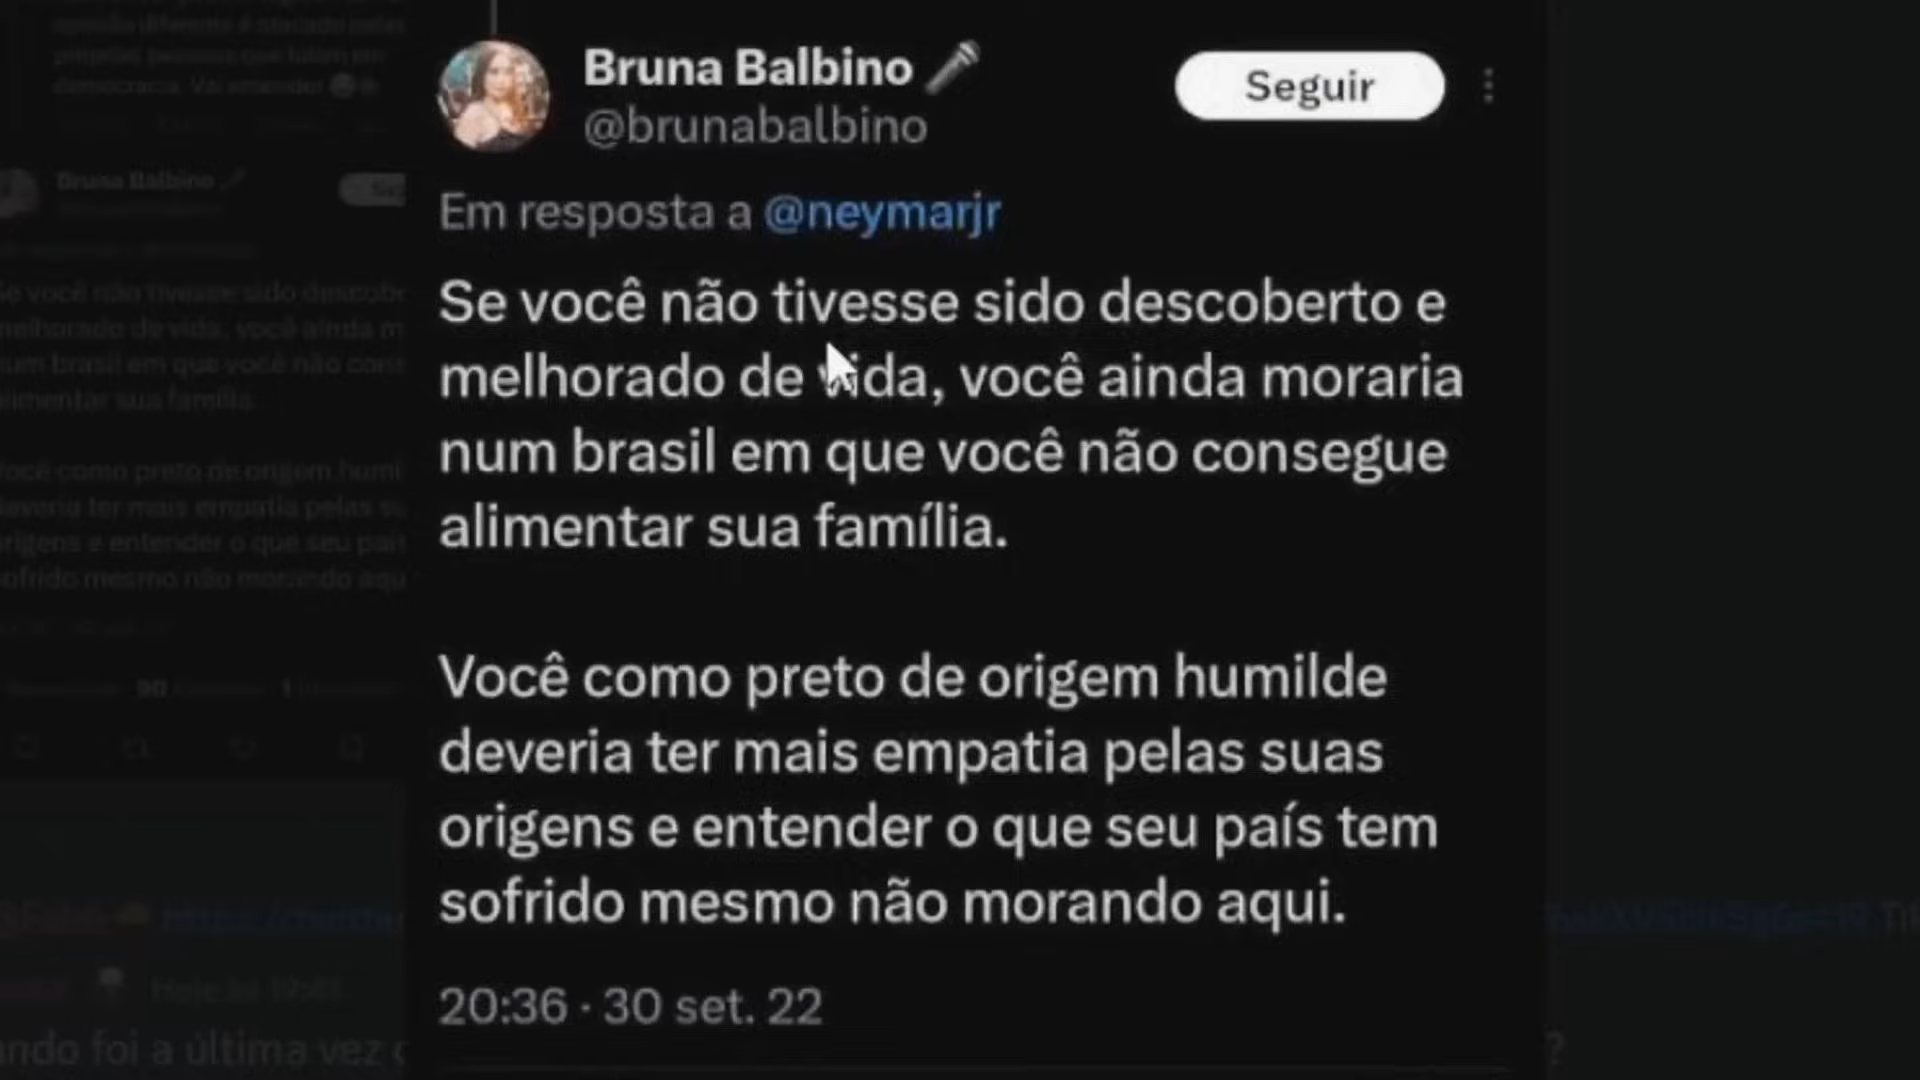 Bruna Balbino 🎤
@brunabalbino
Seguir
Em resposta a @neymarjr
Se você não tivesse sido descoberto e
melhorado de vida, você ainda moraria
num brasil em que você não consegue
alimentar sua família.
Você como preto de origem humilde
deveria ter mais empatia pelas suas
origens e entender o que seu país tem
sofrido mesmo não morando aqui.
20:36 · 30 set. 22
foi a última vez